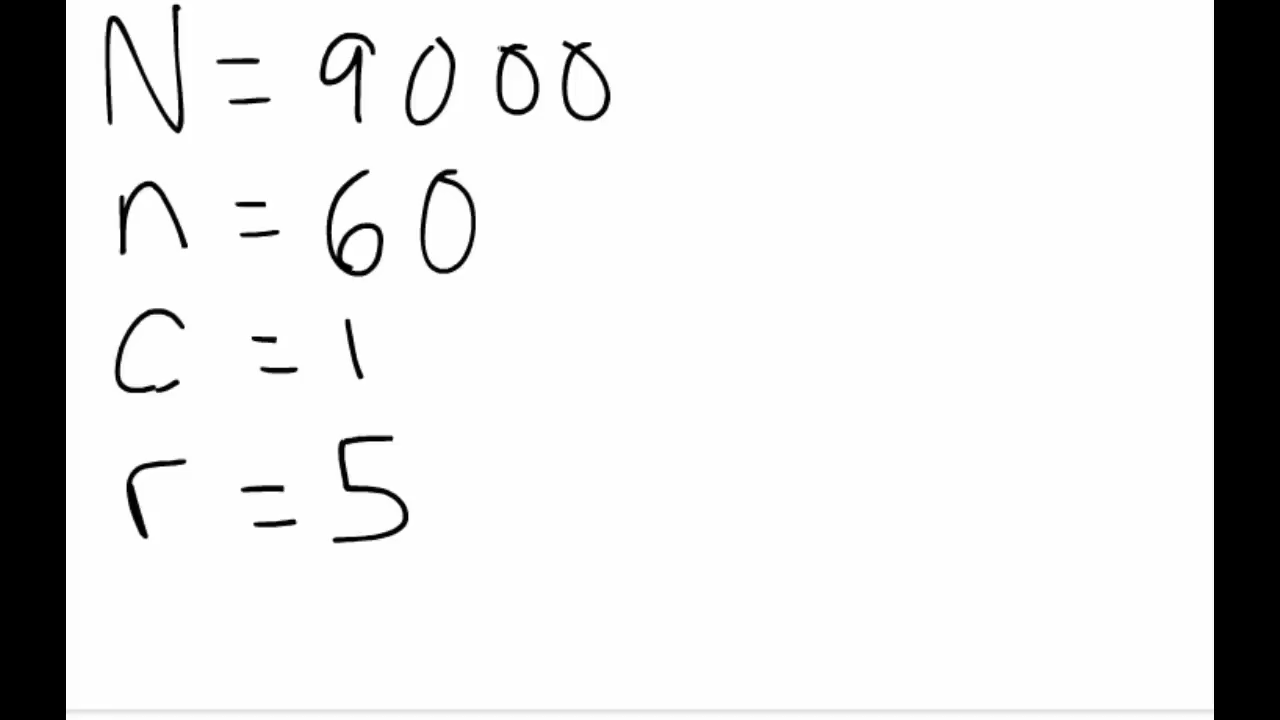 N = 9000
n = 60
c = 1
r = 5